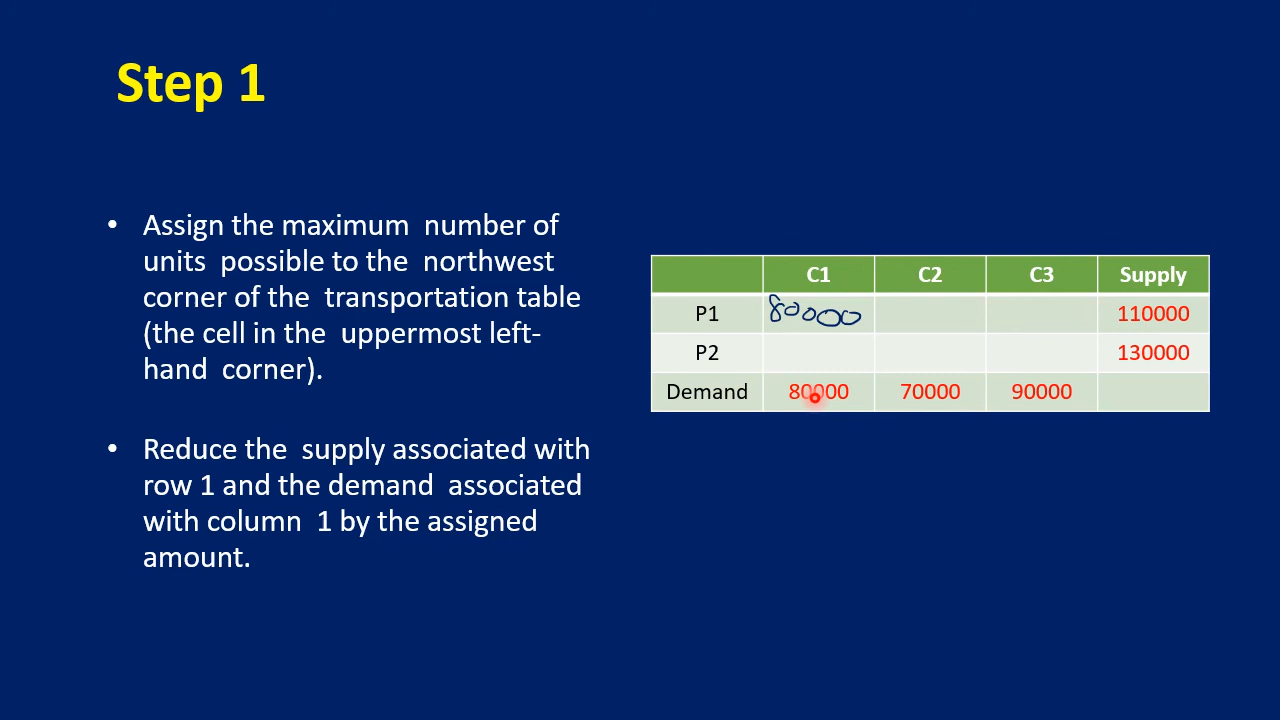 Step 1
• Assign the maximum number of
units possible to the northwest
corner of the transportation table
(the cell in the uppermost left-
hand corner).
• Reduce the supply associated with
row 1 and the demand associated
with column 1 by the assigned
amount.
C1 C2 C3 Supply
P1 80000 110000
P2 130000
Demand 80000 70000 90000